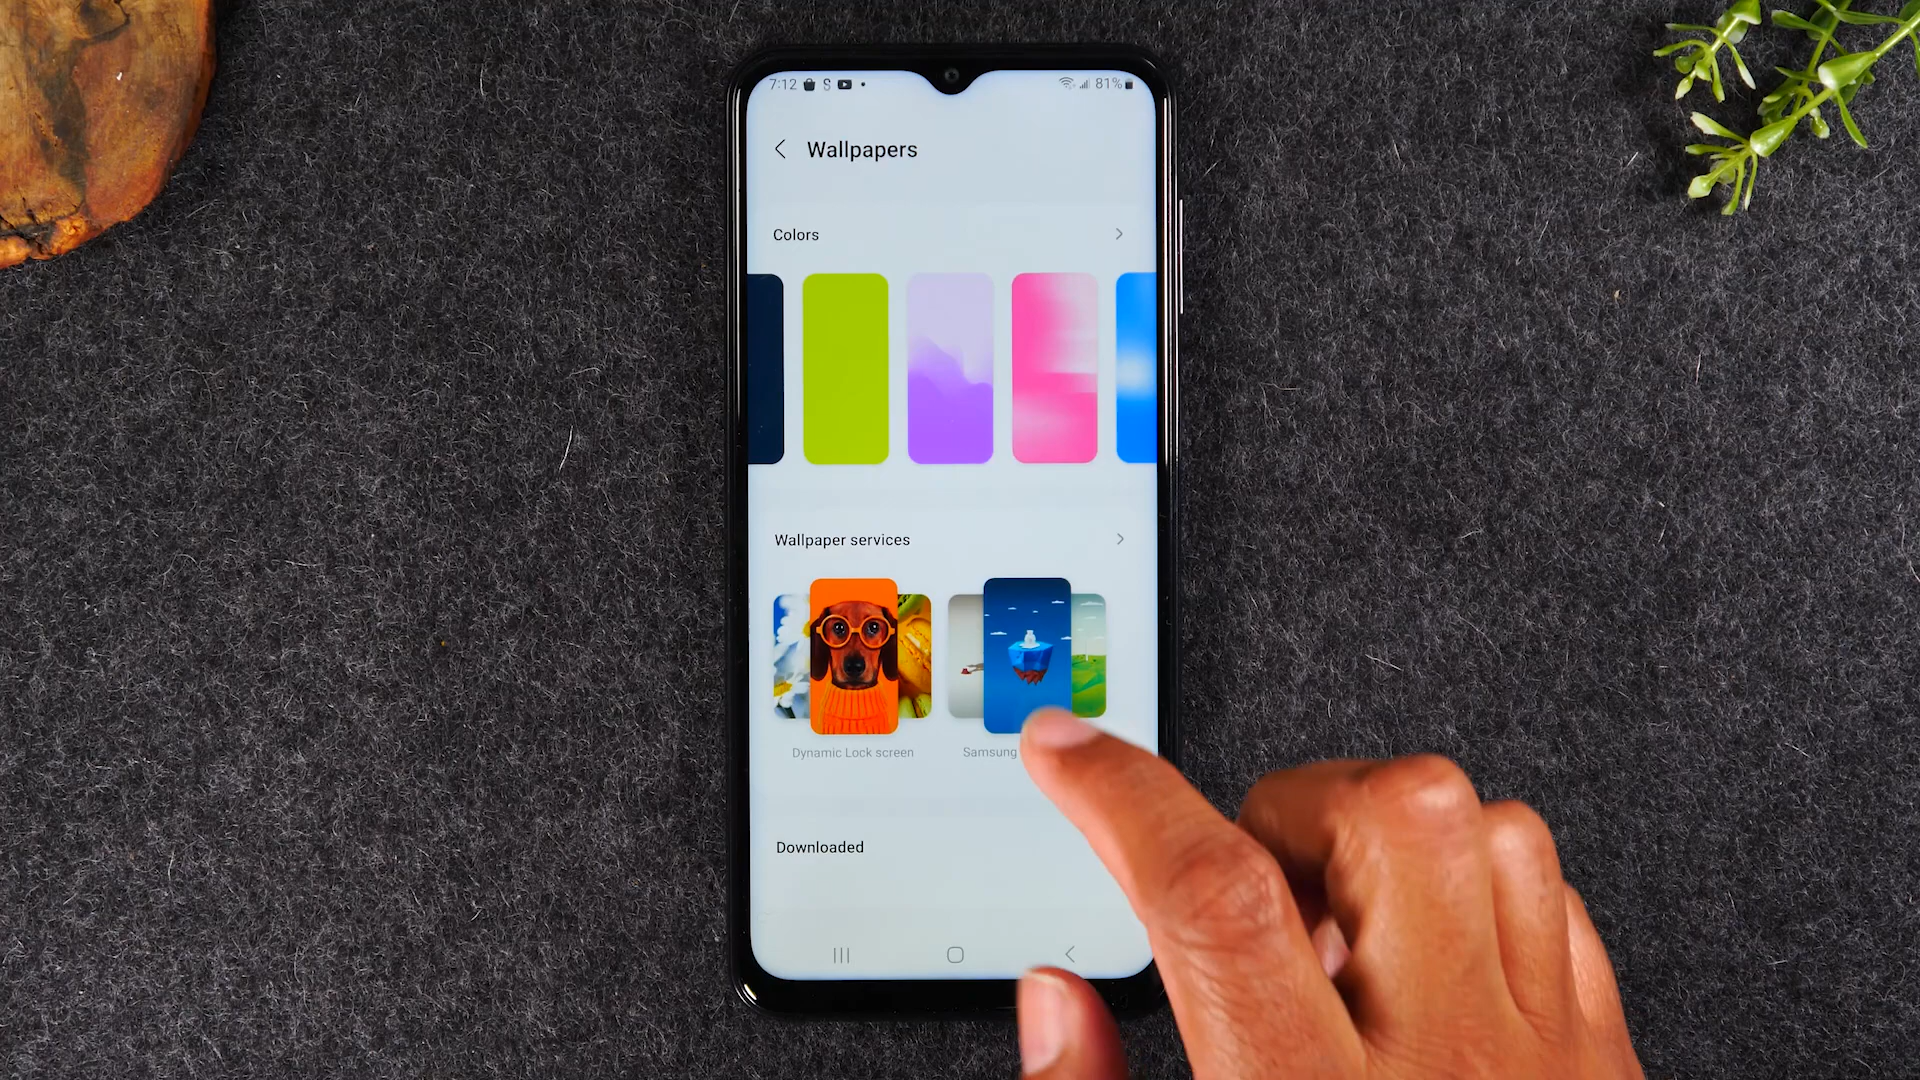 7:12 81%
Wallpapers
Colors
Wallpaper services
Dynamic Lock screen
Samsung
Downloaded